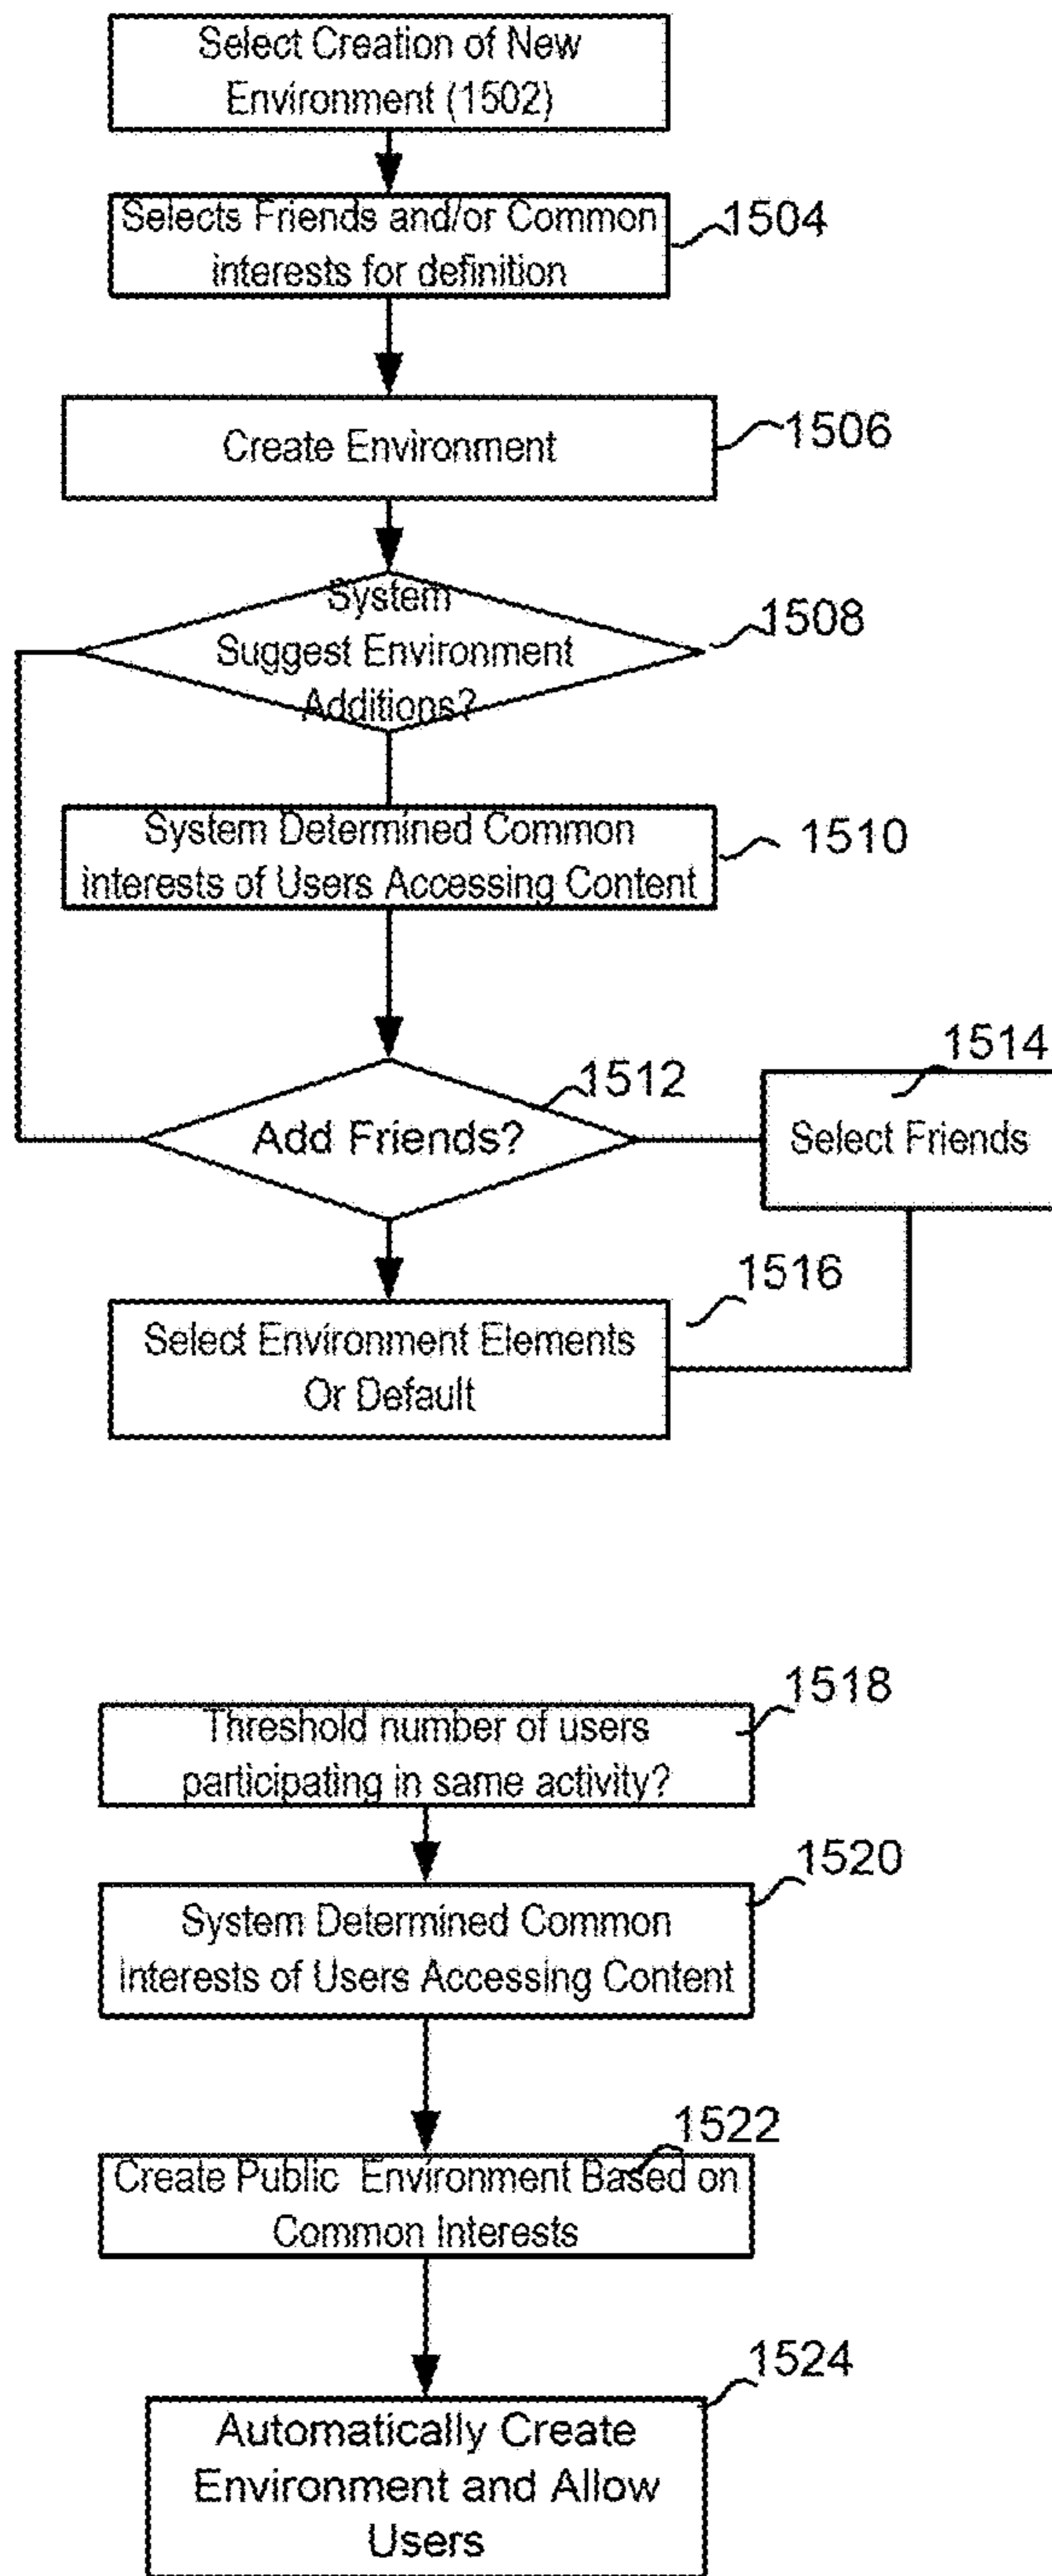 Select Creation of New
Environment (1502)
Selects Friends and/or Common
interests for definition
1504
Create Environment
1506
System
Suggest Environment
Additions?
1508
System Determined Common
interests of Users Accessing Content
1510
Add Friends?
1512
1514
Select Friends
1516
Select Environment Elements
Or Default
1518
Threshold number of users
participating in same activity?
1520
System Determined Common
interests of Users Accessing Content
1522
Create Public Environment Based on
Common Interests
1524
Automatically Create
Environment and Allow
Users